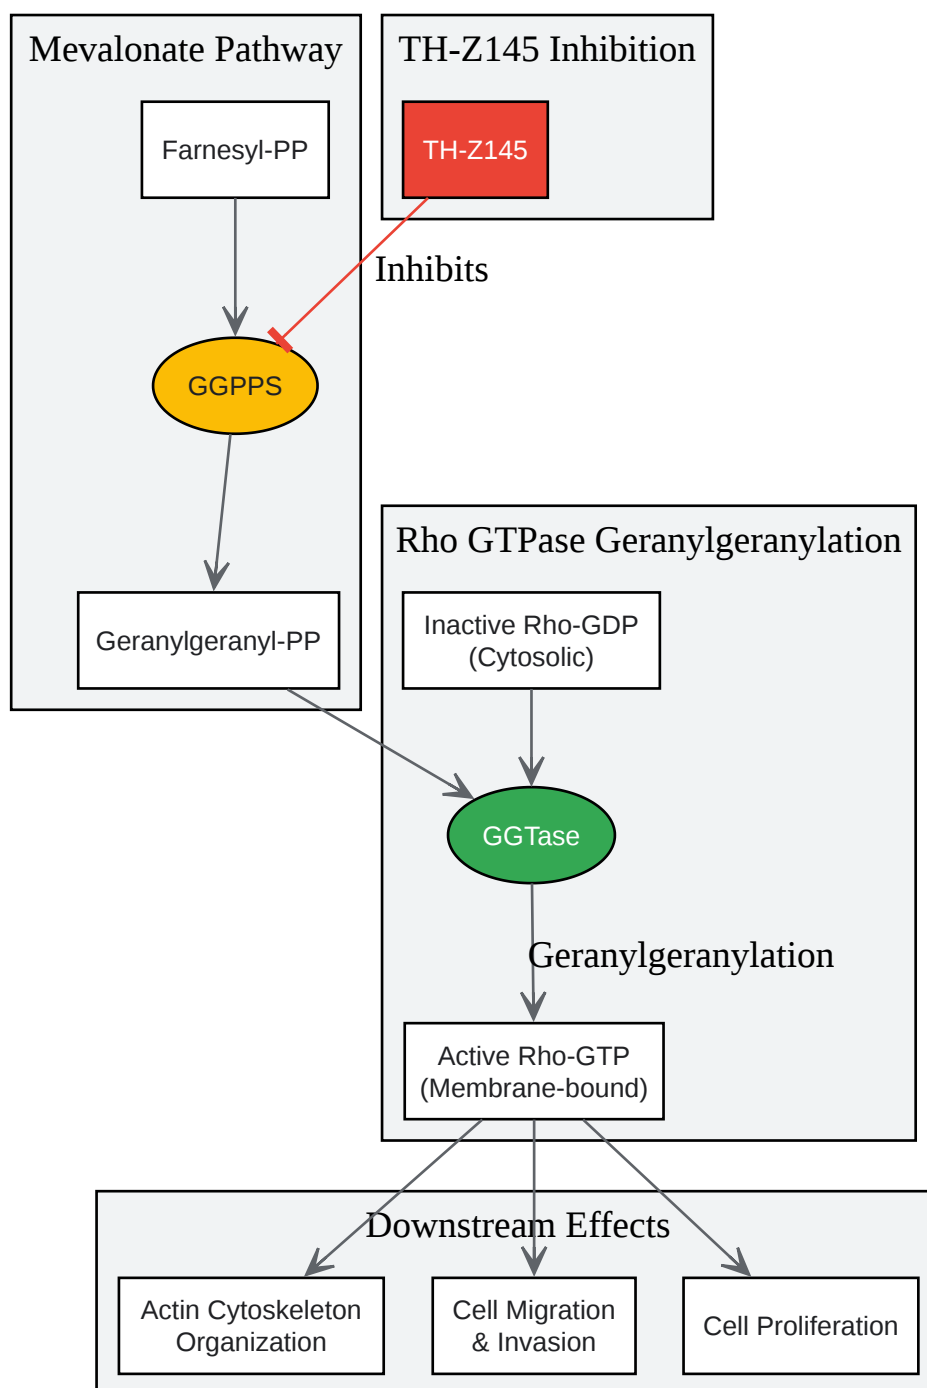 Mevalonate Pathway
TH-Z145 Inhibition
Farnesyl-PP
TH-Z145
Inhibits
GGPPS
Rho GTPase Geranylgeranylation
Geranylgeranyl-PP
Inactive Rho-GDP
(Cytosolic)
GGTase
Geranylgeranylation
Active Rho-GTP
(Membrane-bound)
Downstream Effects
Actin Cytoskeleton
Organization
Cell Migration
& Invasion
Cell Proliferation